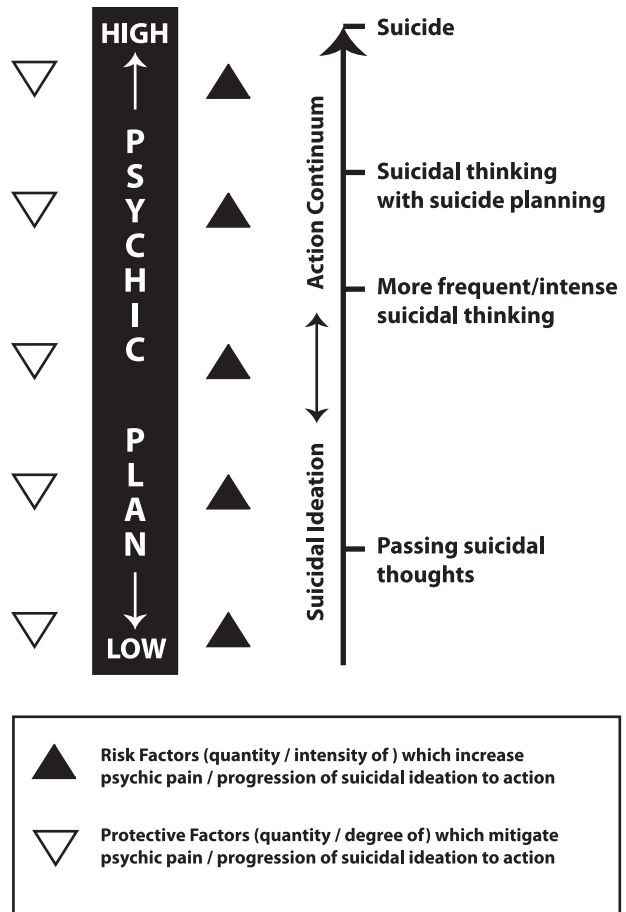 HIGH
PSYCHIC
PLAN
LOW
Action Continuum
Suicidal Ideation
Suicide
Suicidal thinking
with suicide planning
More frequent/intense
suicidal thinking
Passing suicidal
thoughts
Risk Factors (quantity / intensity of ) which increase
psychic pain / progression of suicidal ideation to action
Protective Factors (quantity / degree of) which mitigate
psychic pain / progression of suicidal ideation to action